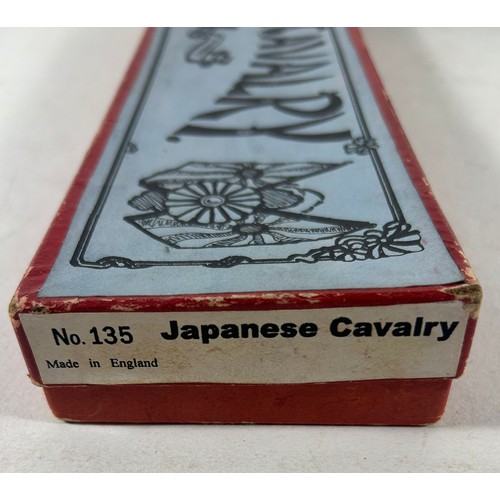 CAVALRY.
No. 135 Japanese Cavalry
Made in England